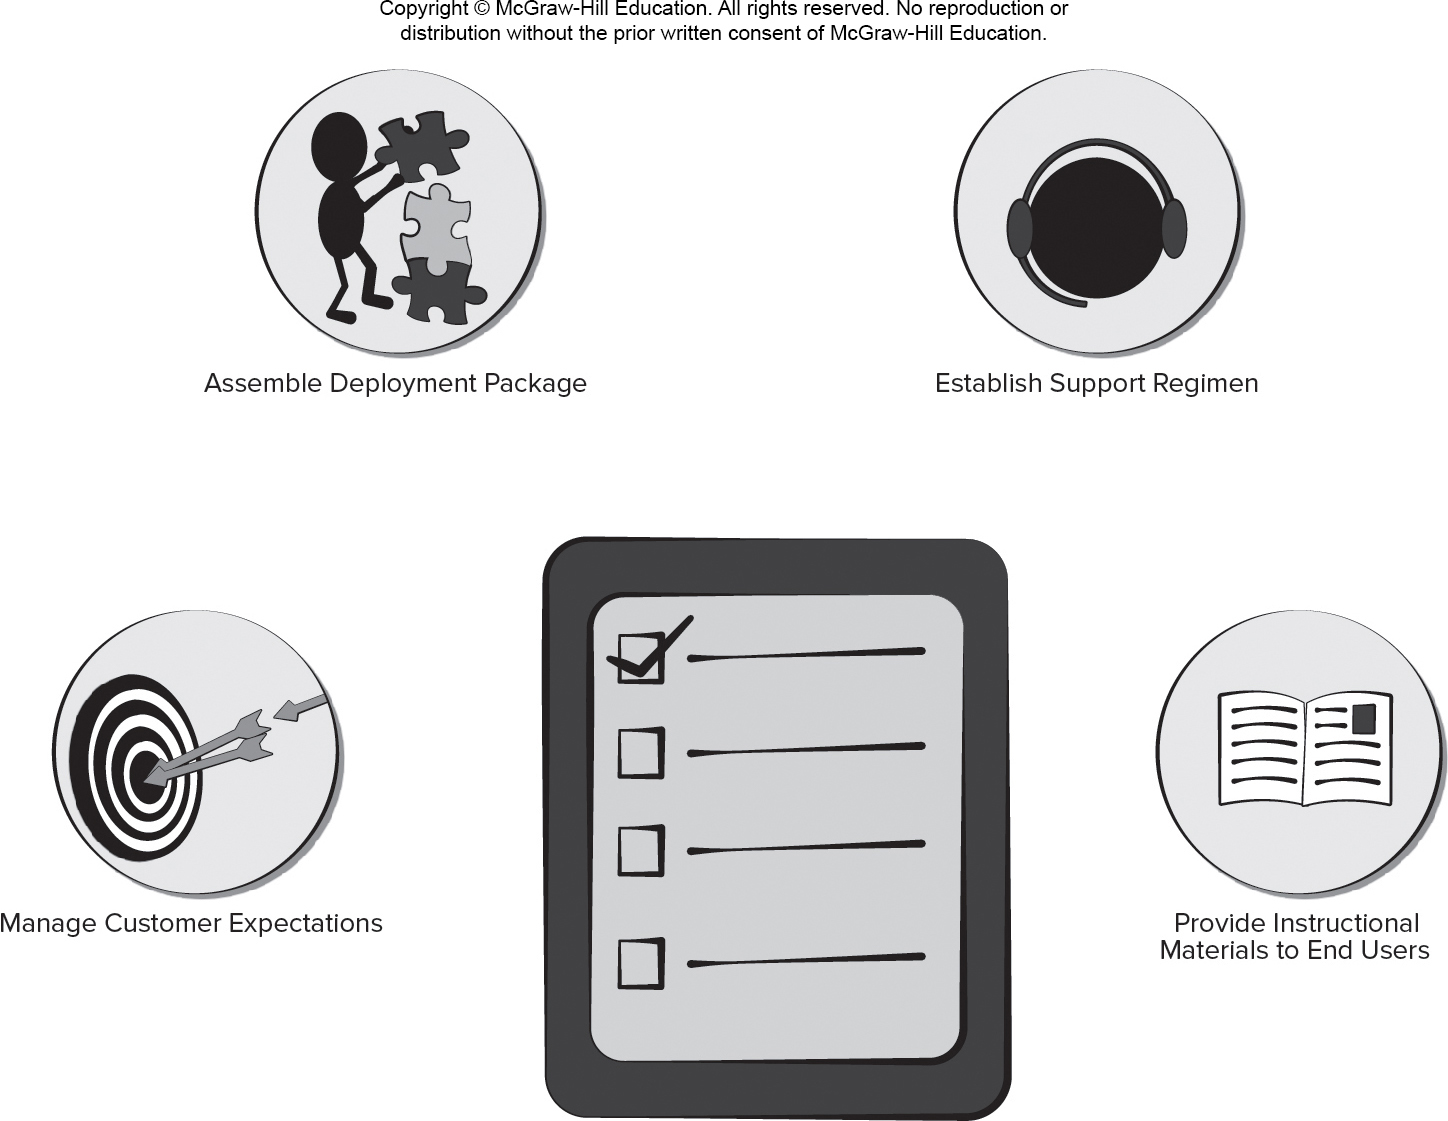 Copyright © McGraw-Hill Education. All rights reserved. No reproduction or
distribution without the prior written consent of McGraw-Hill Education.
Assemble Deployment Package
Establish Support Regimen
Manage Customer Expectations
Provide Instructional
Materials to End Users